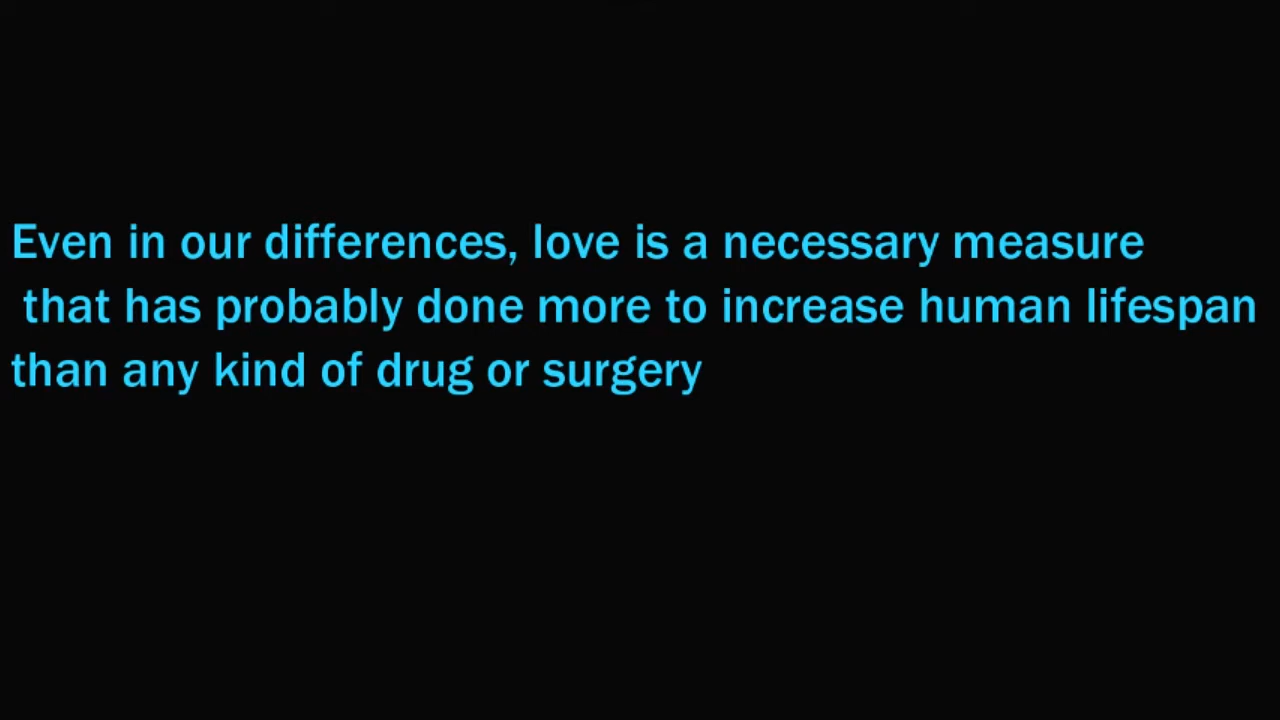 Even in our differences, love is a necessary measure
that has probably done more to increase human lifespan
than any kind of drug or surgery